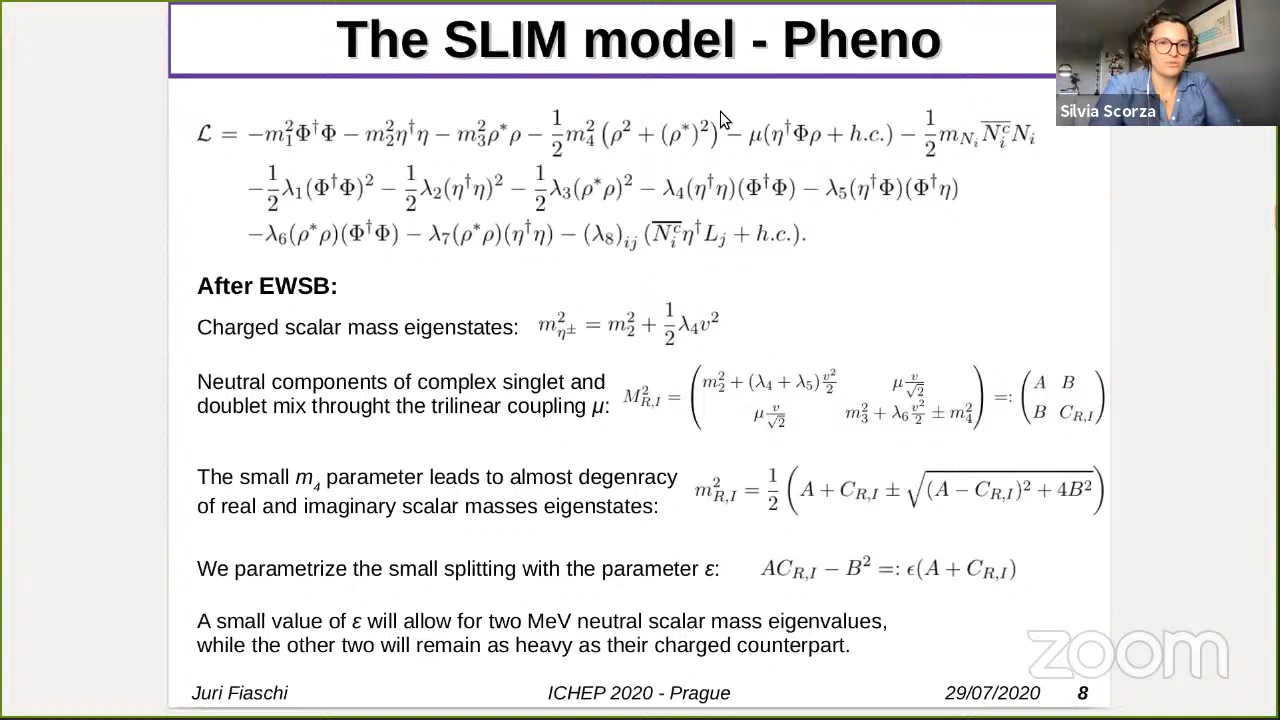 The SLIM model - Pheno
Silvia Scorza
ℒ = −m₁²Φ†Φ − m₂²η†η − m₃²ρ*ρ − ½m₄²(ρ² + (ρ*)²) − μ(η†Φρ + h.c.) − ½m_{N_i} \overline{N_i^c}N_i
−½λ₁(Φ†Φ)² − ½λ₂(η†η)² − ½λ₃(ρ*ρ)² − λ₄(η†η)(Φ†Φ) − λ₅(η†Φ)(Φ†η)
−λ₆(ρ*ρ)(Φ†Φ) − λ₇(ρ*ρ)(η†η) − (λ₈)_{ij} (\overline{N_i^c}η†L_j + h.c.).
After EWSB:
Charged scalar mass eigenstates: m²_{η±} = m₂² + ½λ₄v²
Neutral components of complex singlet and
doublet mix throught the trilinear coupling μ: M²_{R,I} = ( m₂² + (λ₄ + λ₅)v²/2   μ v/√2 ; μ v/√2   m₃² + λ₆ v²/2 ± m₄² ) =: ( A B ; B C_{R,I} )
The small m₄ parameter leads to almost degenracy
of real and imaginary scalar masses eigenstates: m²_{R,I} = ½ ( A + C_{R,I} ± √((A − C_{R,I})² + 4B²) )
We parametrize the small splitting with the parameter ε: AC_{R,I} − B² =: ϵ(A + C_{R,I})
A small value of ε will allow for two MeV neutral scalar mass eigenvalues,
while the other two will remain as heavy as their charged counterpart.
zoom
Juri Fiaschi ICHEP 2020 - Prague 29/07/2020 8